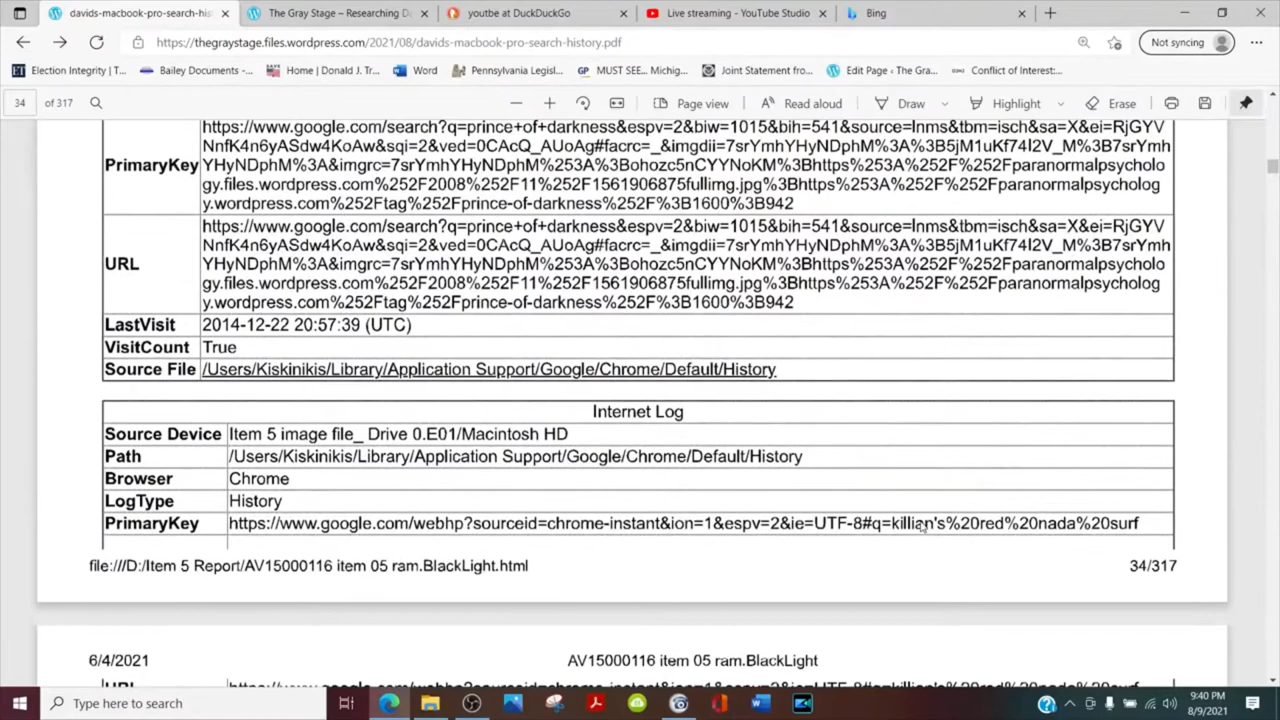 davids-macbook-pro-search-his
The Gray Stage – Researching Da
youtbe at DuckDuckGo
Live streaming - YouTube Studio
Bing
https://thegraystage.files.wordpress.com/2021/08/davids-macbook-pro-search-history.pdf
Not syncing
Election Integrity | T...
Bailey Documents -...
Home | Donald J. Tr...
Word
Pennsylvania Legisl...
MUST SEE... Michig...
Joint Statement fro...
Edit Page ‹ The Gra...
Conflict of Interest:...
34 of 317
Page view
Read aloud
Draw
Highlight
Erase
PrimaryKey
https://www.google.com/search?q=prince+of+darkness&espv=2&biw=1015&bih=541&source=lnms&tbm=isch&sa=X&ei=RjGYV
NnfK4n6yASdw4KoAw&sqi=2&ved=0CAcQ_AUoAg#facrc=_&imgdii=7srYmhYHyNDphM%3A%3B5jM1uKf74I2V_M%3B7srYmh
YHyNDphM%3A&imgrc=7srYmhYHyNDphM%253A%3Bohozc5nCYYNoKM%3Bhttps%253A%252F%252Fparanormalpsycholo
gy.files.wordpress.com%252F2008%252F11%252F1561906875fullimg.jpg%3Bhttps%253A%252F%252Fparanormalpsycholog
y.wordpress.com%252Ftag%252Fprince-of-darkness%252F%3B1600%3B942
URL
https://www.google.com/search?q=prince+of+darkness&espv=2&biw=1015&bih=541&source=lnms&tbm=isch&sa=X&ei=RjGYV
NnfK4n6yASdw4KoAw&sqi=2&ved=0CAcQ_AUoAg#facrc=_&imgdii=7srYmhYHyNDphM%3A%3B5jM1uKf74I2V_M%3B7srYmh
YHyNDphM%3A&imgrc=7srYmhYHyNDphM%253A%3Bohozc5nCYYNoKM%3Bhttps%253A%252F%252Fparanormalpsycholo
gy.files.wordpress.com%252F2008%252F11%252F1561906875fullimg.jpg%3Bhttps%253A%252F%252Fparanormalpsycholog
y.wordpress.com%252Ftag%252Fprince-of-darkness%252F%3B1600%3B942
LastVisit 2014-12-22 20:57:39 (UTC)
VisitCount True
Source File /Users/Kiskinikis/Library/Application Support/Google/Chrome/Default/History
Internet Log
Source Device Item 5 image file_ Drive 0.E01/Macintosh HD
Path /Users/Kiskinikis/Library/Application Support/Google/Chrome/Default/History
Browser Chrome
LogType History
PrimaryKey https://www.google.com/webhp?sourceid=chrome-instant&ion=1&espv=2&ie=UTF-8#q=killian's%20red%20nada%20surf
file:///D:/Item 5 Report/AV15000116 item 05 ram.BlackLight.html 34/317
6/4/2021 AV15000116 item 05 ram.BlackLight
Type here to search
9:40 PM
8/9/2021